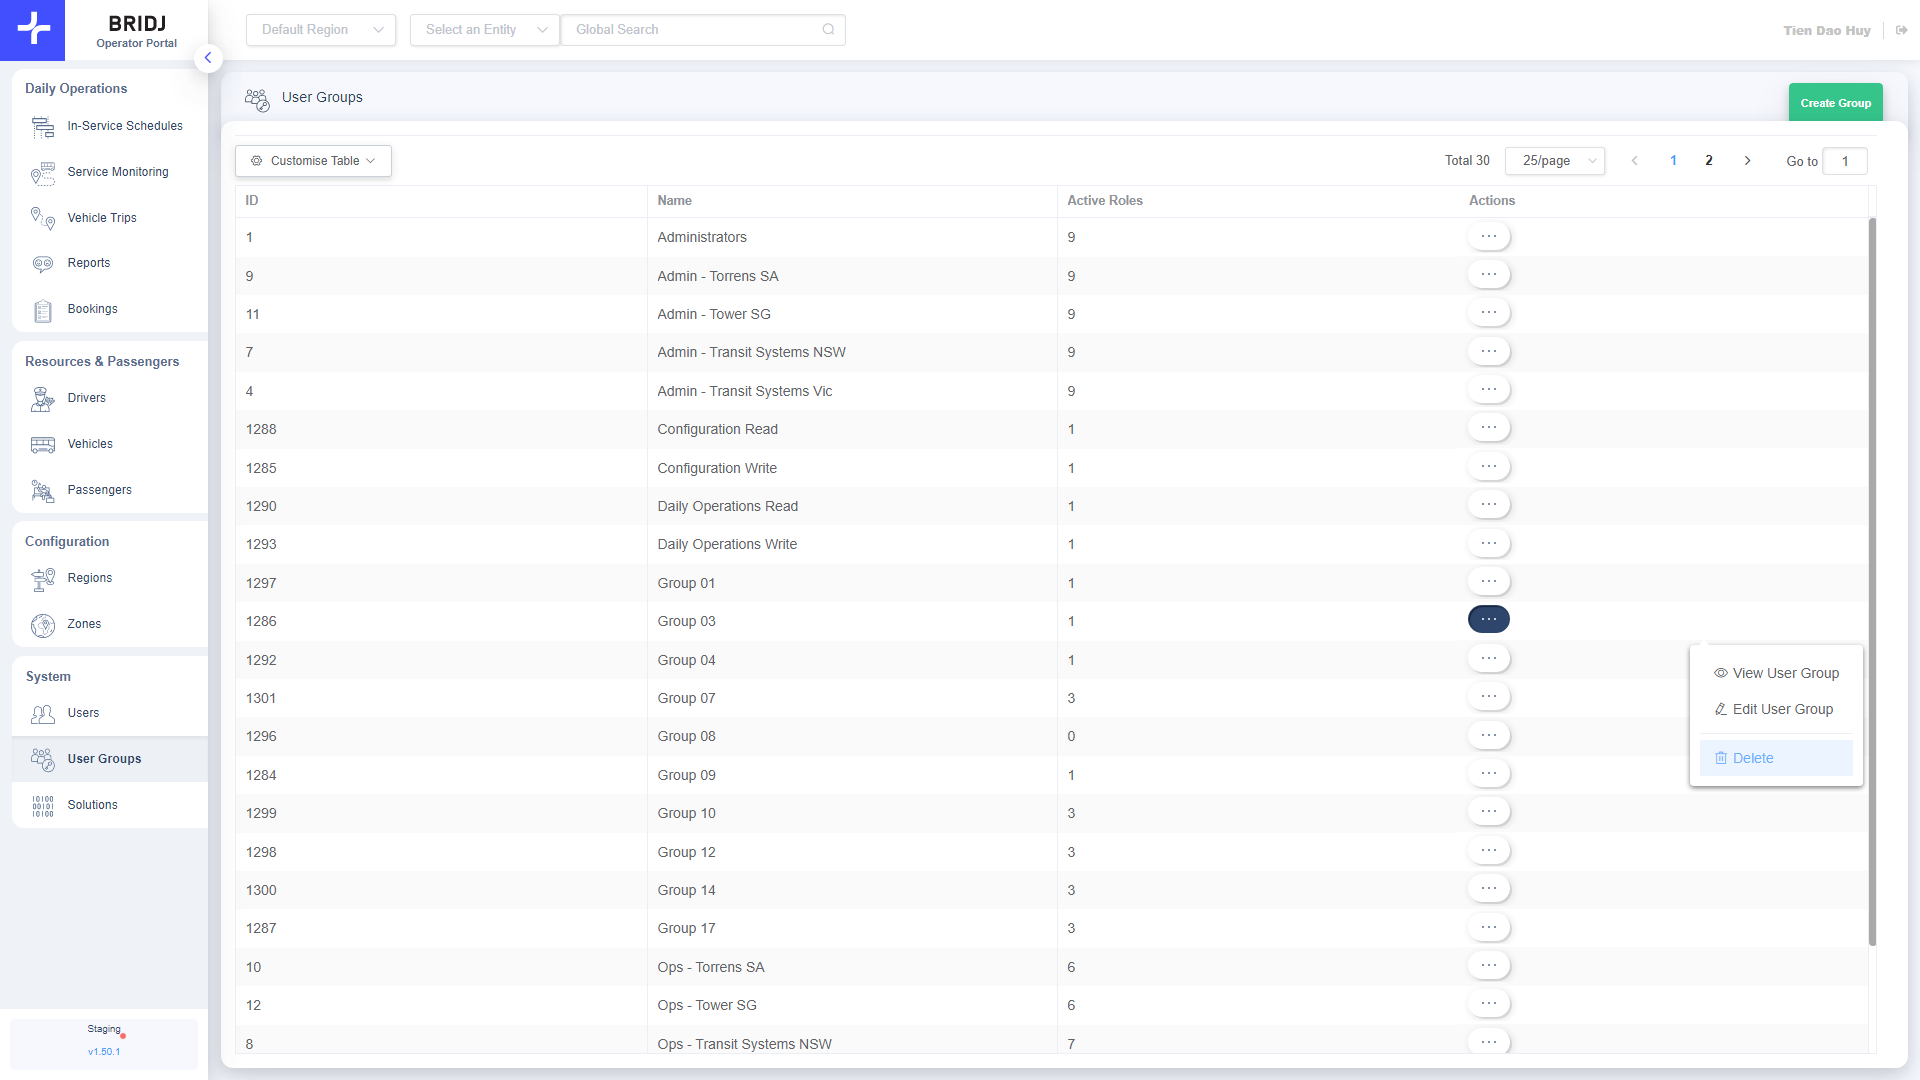 BRIDJ
Operator Portal
Default Region
Select an Entity
Global Search
Tien Dao Huy
Daily Operations
In-Service Schedules
Service Monitoring
Vehicle Trips
Reports
Bookings
Resources & Passengers
Drivers
Vehicles
Passengers
Configuration
Regions
Zones
System
Users
User Groups
Solutions
Staging
v1.50.1
User Groups
Create Group
Customise Table
Total 30 25/page 1 2 Go to 1
ID Name Active Roles Actions
1 Administrators 9
9 Admin - Torrens SA 9
11 Admin - Tower SG 9
7 Admin - Transit Systems NSW 9
4 Admin - Transit Systems Vic 9
1288 Configuration Read 1
1285 Configuration Write 1
1290 Daily Operations Read 1
1293 Daily Operations Write 1
1297 Group 01 1
1286 Group 03 1
1292 Group 04 1
1301 Group 07 3
1296 Group 08 0
1284 Group 09 1
1299 Group 10 3
1298 Group 12 3
1300 Group 14 3
1287 Group 17 3
10 Ops - Torrens SA 6
12 Ops - Tower SG 6
8 Ops - Transit Systems NSW 7
View User Group
Edit User Group
Delete